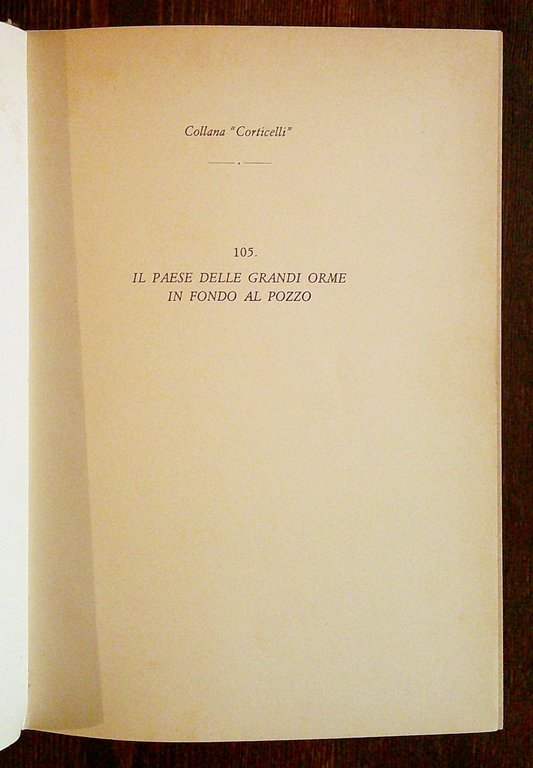 Collana "Corticelli"
105.
IL PAESE DELLE GRANDI ORME
IN FONDO AL POZZO